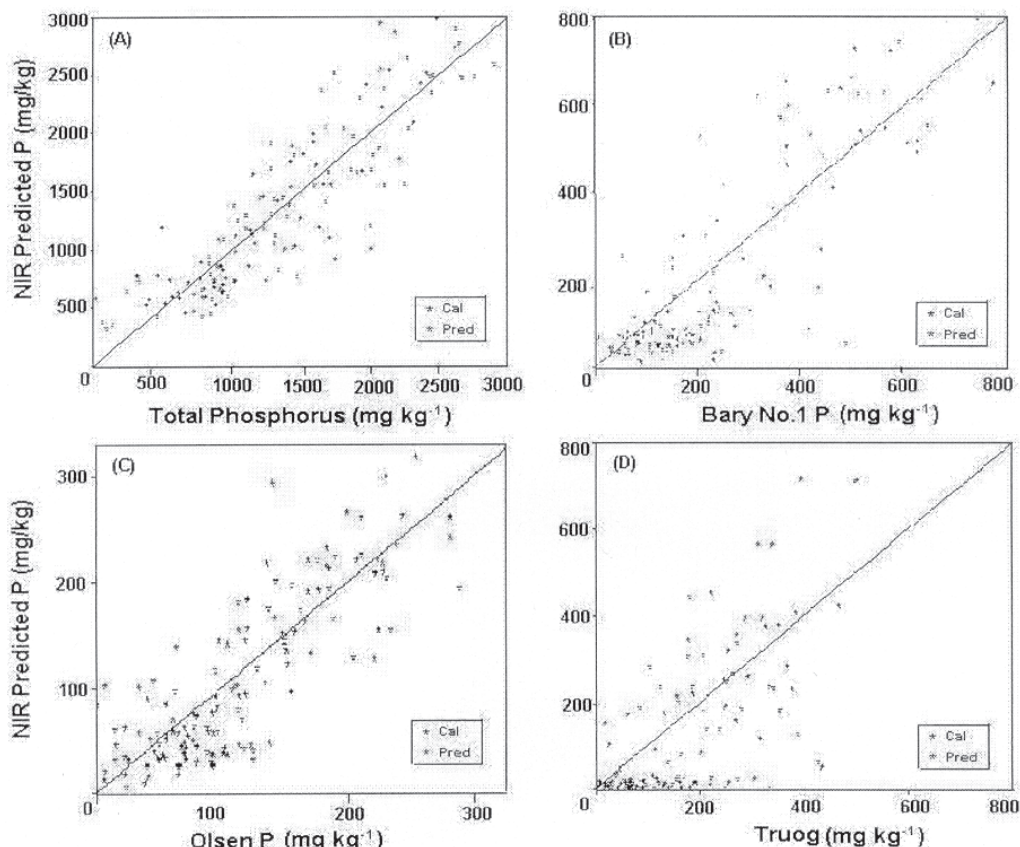 (A)
NIR Predicted P (mg/kg)
3000
2500
2000
1500
1000
500
0
500
1000
1500
2000
2500
3000
Cal
Pred
Total Phosphorus (mg kg-1)
(B)
800
600
400
200
0
200
400
600
800
Cal
Pred
Bary No.1 P (mg kg-1)
(C)
NIR Predicted P (mg/kg)
300
200
100
0
100
200
300
Cal
Pred
Olsen P (mg kg-1)
(D)
800
600
400
200
0
200
400
600
800
Cal
Pred
Truog (mg kg-1)